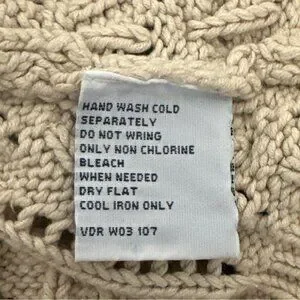 HAND WASH COLD
SEPARATELY
DO NOT WRING
ONLY NON CHLORINE
BLEACH
WHEN NEEDED
DRY FLAT
COOL IRON ONLY
VDR W03 107